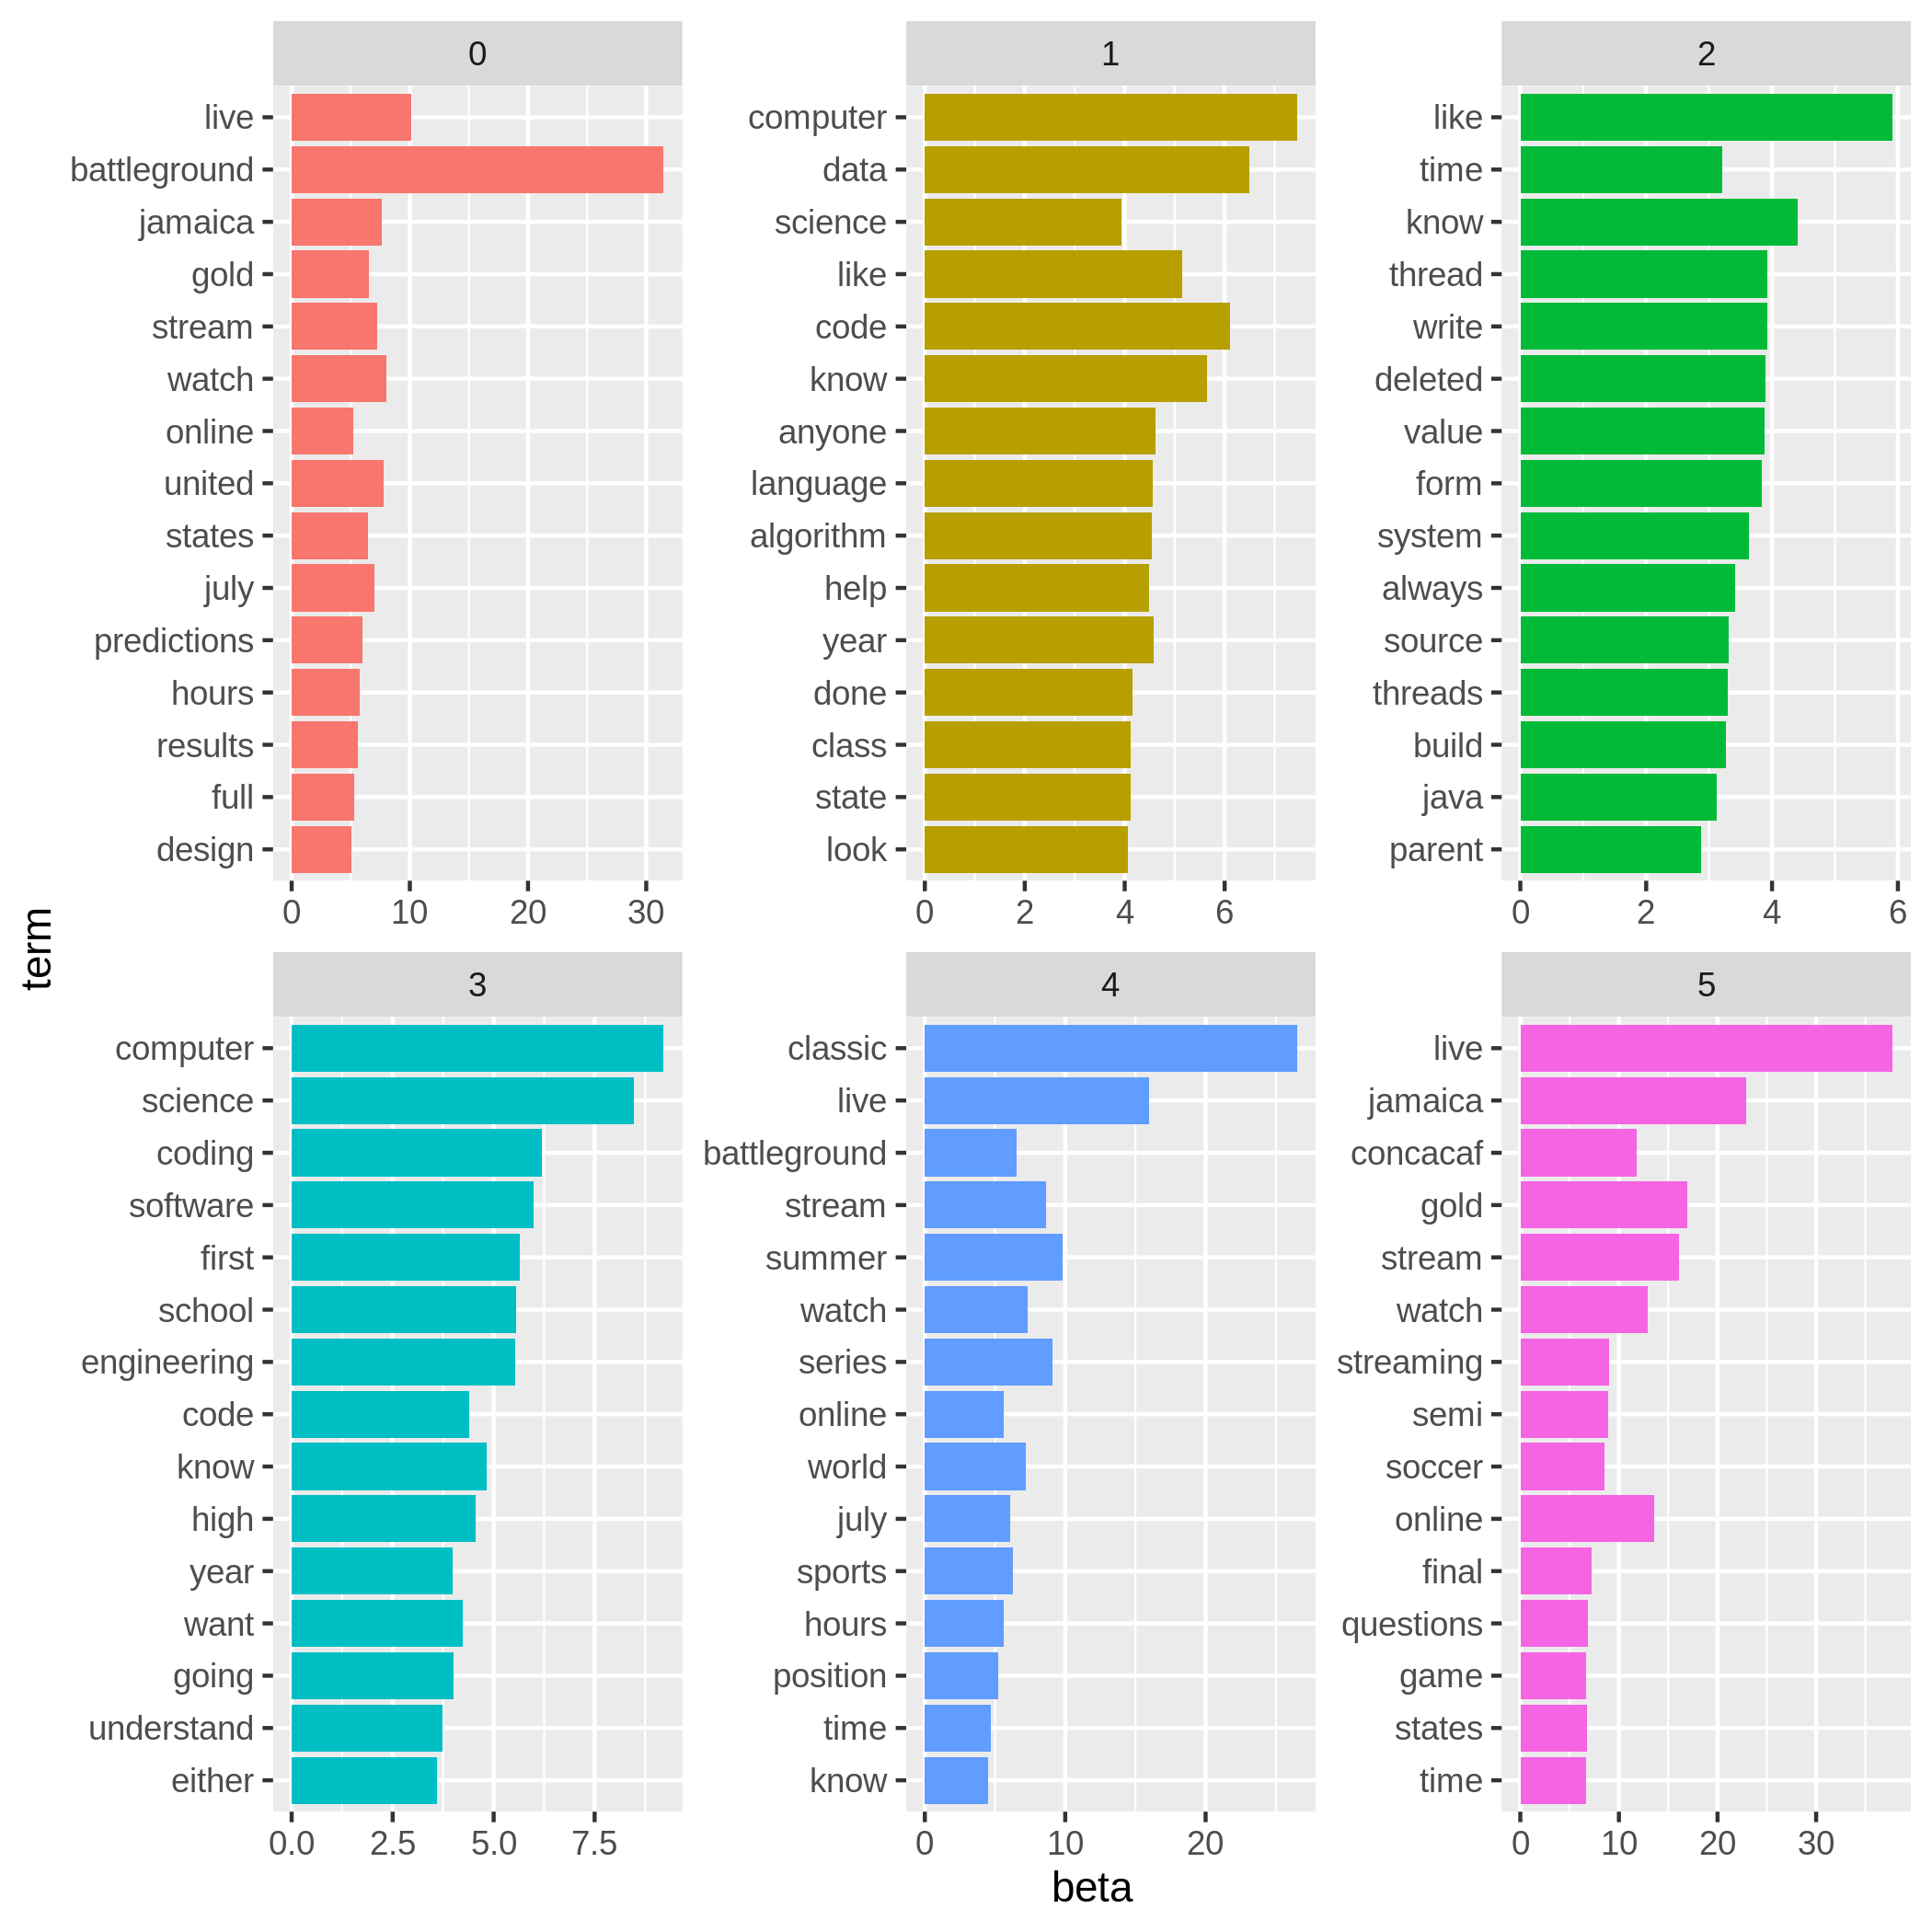 0
live
battleground
jamaica
gold
stream
watch
online
united
states
july
predictions
hours
results
full
design
0 10 20 30
1
computer
data
science
like
code
know
anyone
language
algorithm
help
year
done
class
state
look
0 2 4 6
2
like
time
know
thread
write
deleted
value
form
system
always
source
threads
build
java
parent
0 2 4 6
3
computer
science
coding
software
first
school
engineering
code
know
high
year
want
going
understand
either
0.0 2.5 5.0 7.5
4
classic
live
battleground
stream
summer
watch
series
online
world
july
sports
hours
position
time
know
0 10 20
5
live
jamaica
concacaf
gold
stream
watch
streaming
semi
soccer
online
final
questions
game
states
time
0 10 20 30
term
beta